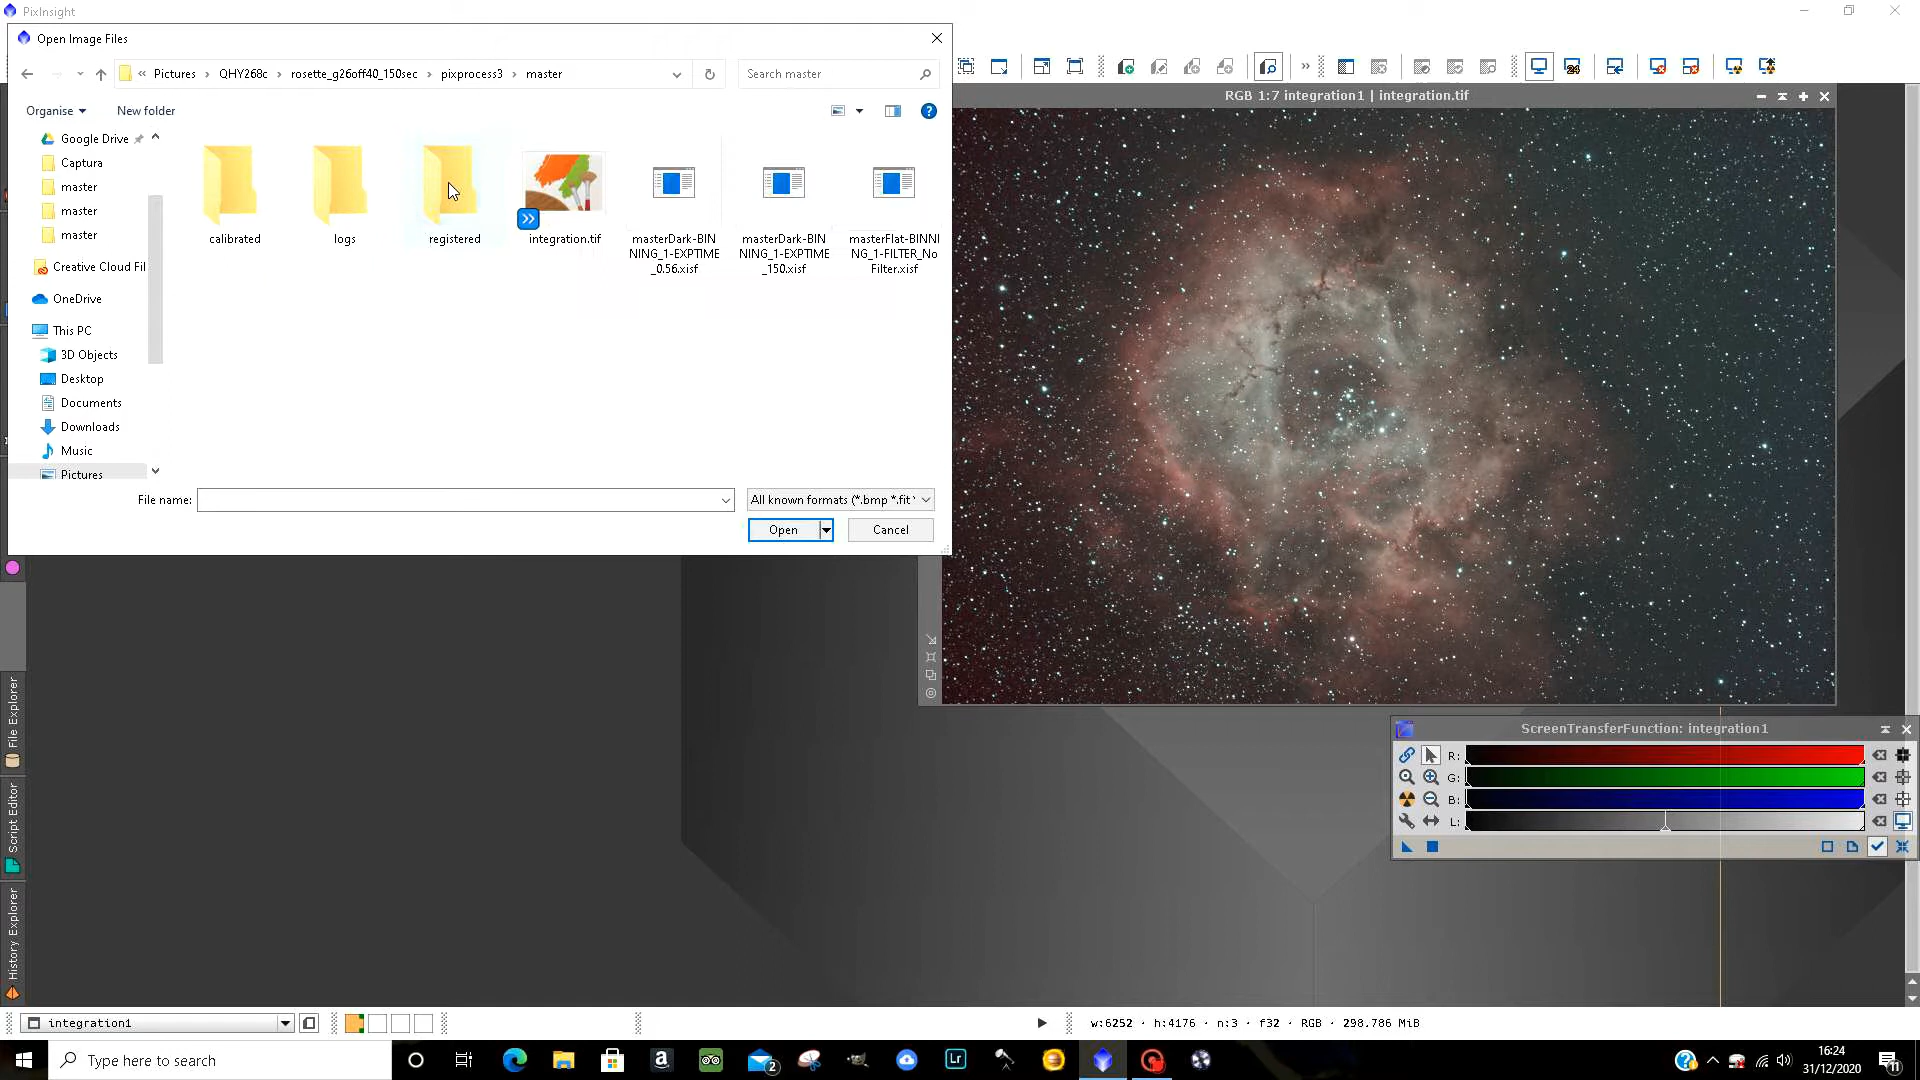 PixInsight
Open Image Files
« Pictures › QHY268c › rosette_g26off40_150sec › pixprocess3 › master
Search master
Organise
New folder
Google Drive
Captura
master
master
master
Creative Cloud Fil
OneDrive
This PC
3D Objects
Desktop
Documents
Downloads
Music
Pictures
calibrated
logs
registered
integration.tif
masterDark-BIN
NING_1-EXPTIME
_0.56.xisf
masterDark-BIN
NING_1-EXPTIME
_150.xisf
masterFlat-BINNI
NG_1-FILTER_No
Filter.xisf
File name:
All known formats (*.bmp *.fit
Open
Cancel
RGB 1:7 integration1 | integration.tif
ScreenTransferFunction: integration1
R:
G:
B:
L:
File Explorer
Script Editor
History Explorer
integration1
w:6252 · h:4176 · n:3 · f32 · RGB · 298.786 MiB
Type here to search
2
Lr
16:24
31/12/2020
11